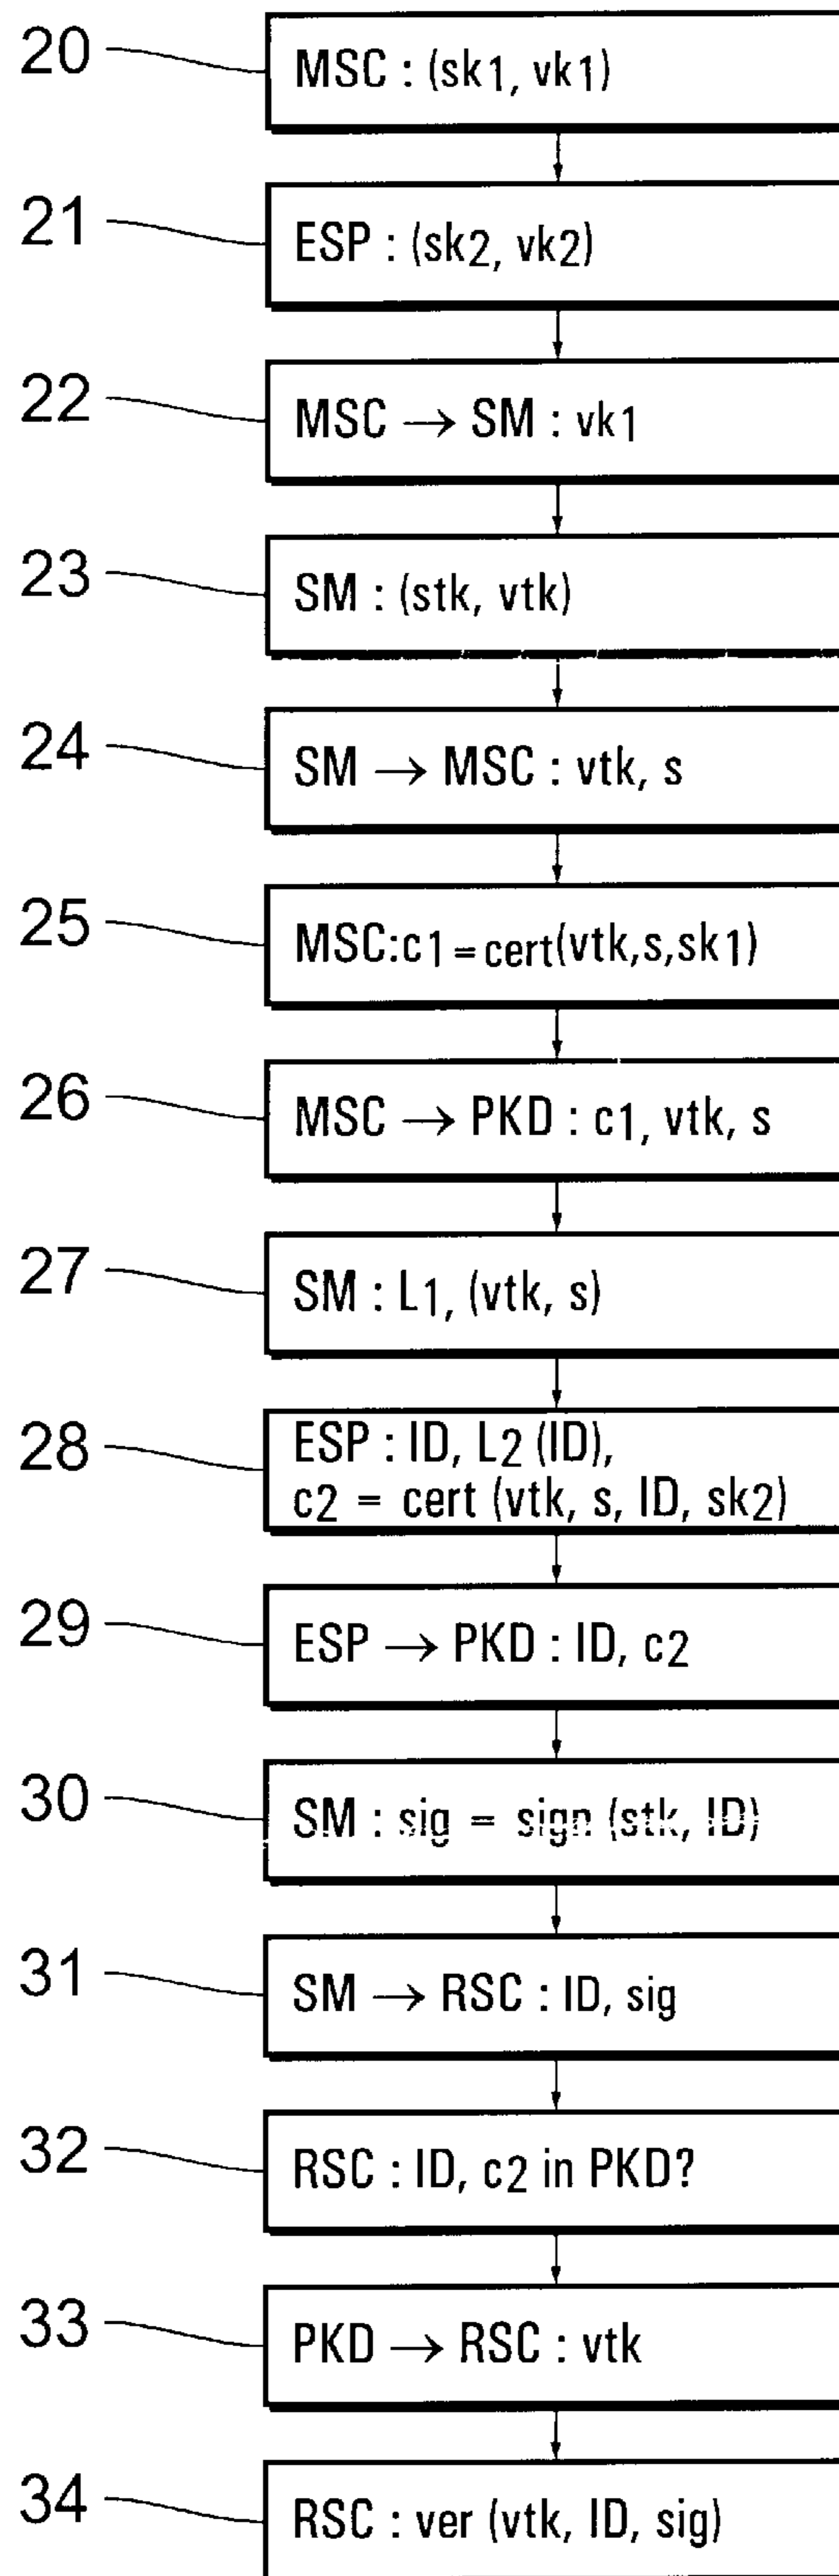 20
MSC : (sk1, vk1)
21
ESP : (sk2, vk2)
22
MSC → SM : vk1
23
SM : (stk, vtk)
24
SM → MSC : vtk, s
25
MSC:c1=cert(vtk,s,sk1)
26
MSC → PKD : c1, vtk, s
27
SM : L1, (vtk, s)
28
ESP : ID, L2 (ID),
c2 = cert (vtk, s, ID, sk2)
29
ESP → PKD : ID, c2
30
SM : sig = sign (stk, ID)
31
SM → RSC : ID, sig
32
RSC : ID, c2 in PKD?
33
PKD → RSC : vtk
34
RSC : ver (vtk, ID, sig)